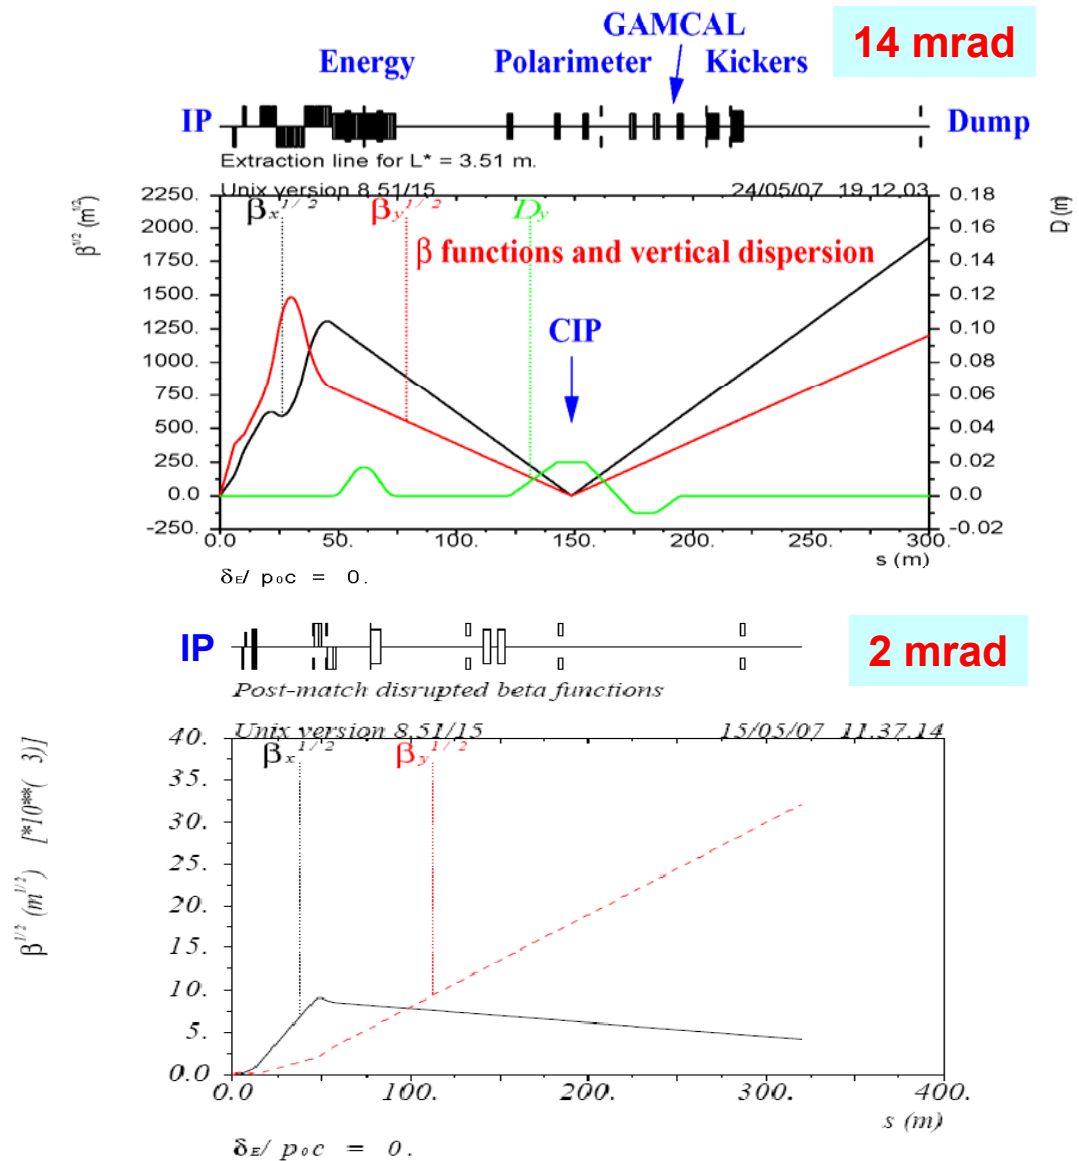 GAMCAL
14 mrad
Energy Polarimeter Kickers
IP Dump
Extraction line for L* = 3.51 m.
Unix version 8.51/15 24/05/07 19.12.03
β^1/2 (m^1/2)
D (m)
2250. 0.18
2000. 0.16
1750. 0.14
1500. 0.12
1250. 0.10
1000. 0.08
750. 0.06
500. 0.04
250. 0.02
0.0 0.0
-250. -0.02
βx^1/2 βy^1/2 Dy
β functions and vertical dispersion
CIP
0.0 50. 100. 150. 200. 250. 300.
s (m)
δE/ p0c = 0.
IP
2 mrad
Post-match disrupted beta functions
Unix version 8.51/15 15/05/07 11.37.14
β^1/2 (m^1/2) [*10**( 3)]
βx^1/2 βy^1/2
40.
35.
30.
25.
20.
15.
10.
5.
0.0
0.0 100. 200. 300. 400.
s (m)
δE/ p0c = 0.